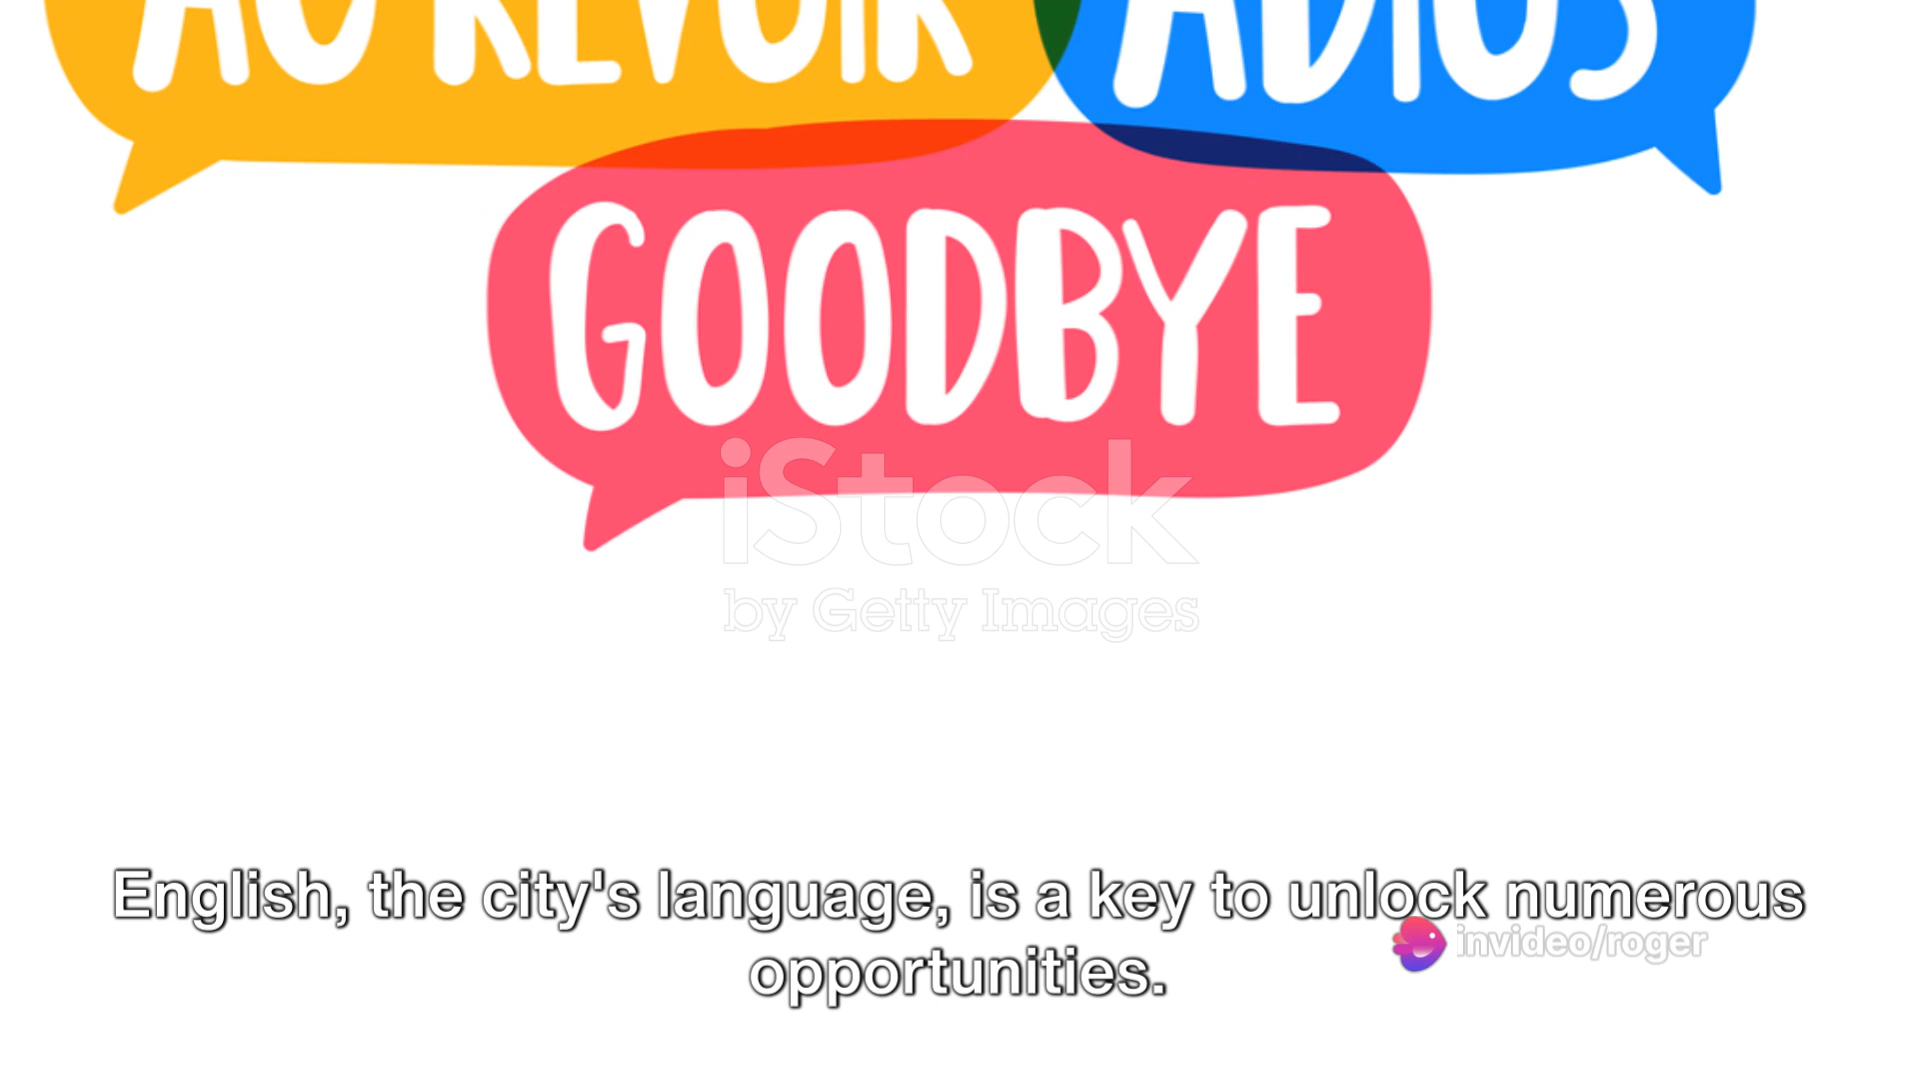 AU REVOIR
ADIOS
GOODBYE
iStock
by Getty Images
English, the city's language, is a key to unlock numerous
opportunities.
invideo/roger